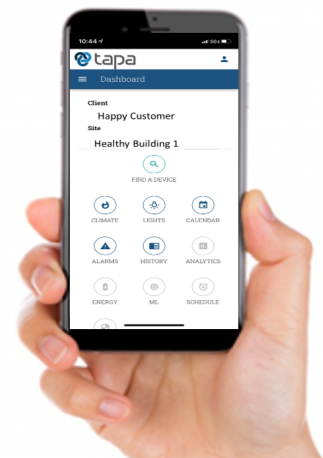 10:44
tapa
Dashboard
Client
Happy Customer
Site
Healthy Building 1
FIND A DEVICE
CLIMATE LIGHTS CALENDAR
ALARMS HISTORY ANALYTICS
ENERGY ML SCHEDULE